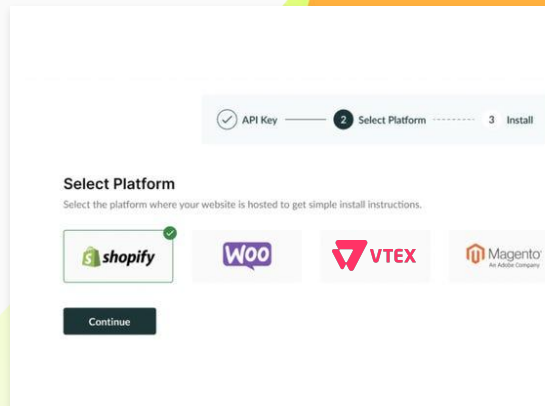 API Key 2 Select Platform 3 Install
Select Platform
Select the platform where your website is hosted to get simple install instructions.
shopify WOO VTEX Magento
An Adobe Company
Continue